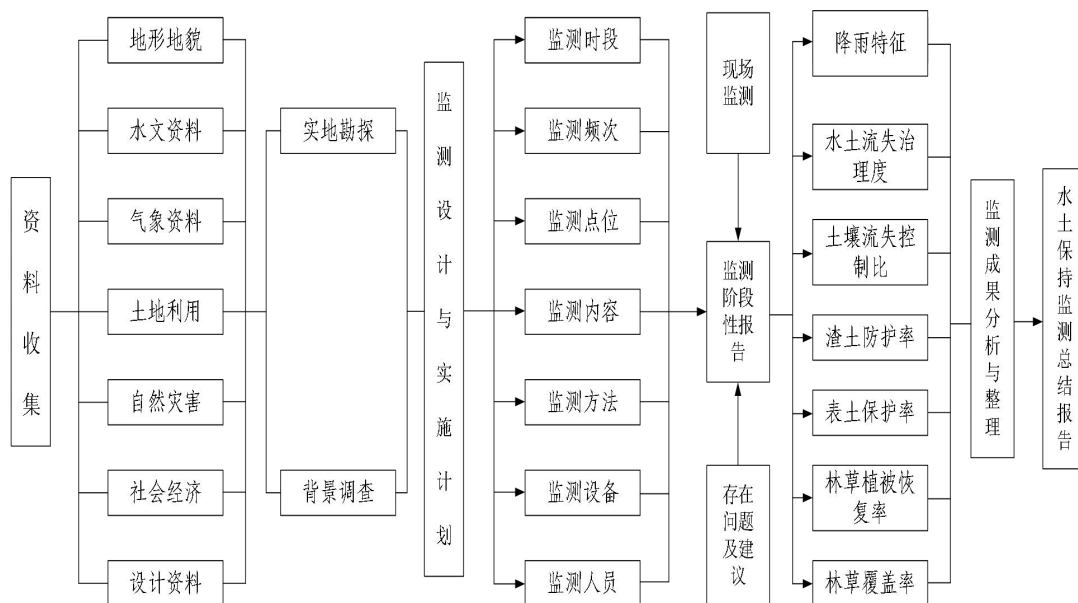 资料收集
地形地貌
水文资料
气象资料
土地利用
自然灾害
社会经济
设计资料
实地勘探
背景调查
监测设计与实施计划
监测时段
监测频次
监测点位
监测内容
监测方法
监测设备
监测人员
现场
监测
监测
阶段
性报
告
存在
问题
及建
议
降雨特征
水土流失治
理度
土壤流失控
制比
渣土防护率
表土保护率
林草植被恢
复率
林草覆盖率
监测成果分析与整理
水土保持监测总结报告